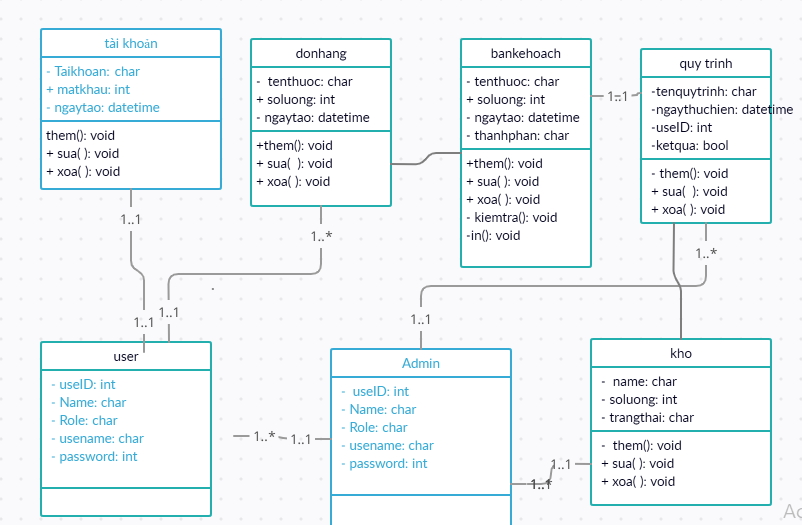 tài khoản
- Taikhoan: char
+ matkhau: int
- ngaytao: datetime
them(): void
+ sua( ): void
+ xoa( ): void
donhang
- tenthuoc: char
+ soluong: int
- ngaytao: datetime
+them(): void
+ sua( ): void
+ xoa( ): void
bankehoach
- tenthuoc: char
+ soluong: int
- ngaytao: datetime
- thanhphan: char
+them(): void
+ sua( ): void
+ xoa( ): void
- kiemtra(): void
-in(): void
1..1
quy trinh
-tenquytrinh: char
-ngaythuchien: datetime
-useID: int
-ketqua: bool
- them(): void
+ sua( ): void
+ xoa( ): void
1..1
1..*
1..*
1..1
1..1
1..1
user
- useID: int
- Name: char
- Role: char
- usename: char
- password: int
1..*
1..1
Admin
- useID: int
- Name: char
- Role: char
- usename: char
- password: int
1..1
1..*
kho
- name: char
- soluong: int
- trangthai: char
- them(): void
+ sua( ): void
+ xoa( ): void